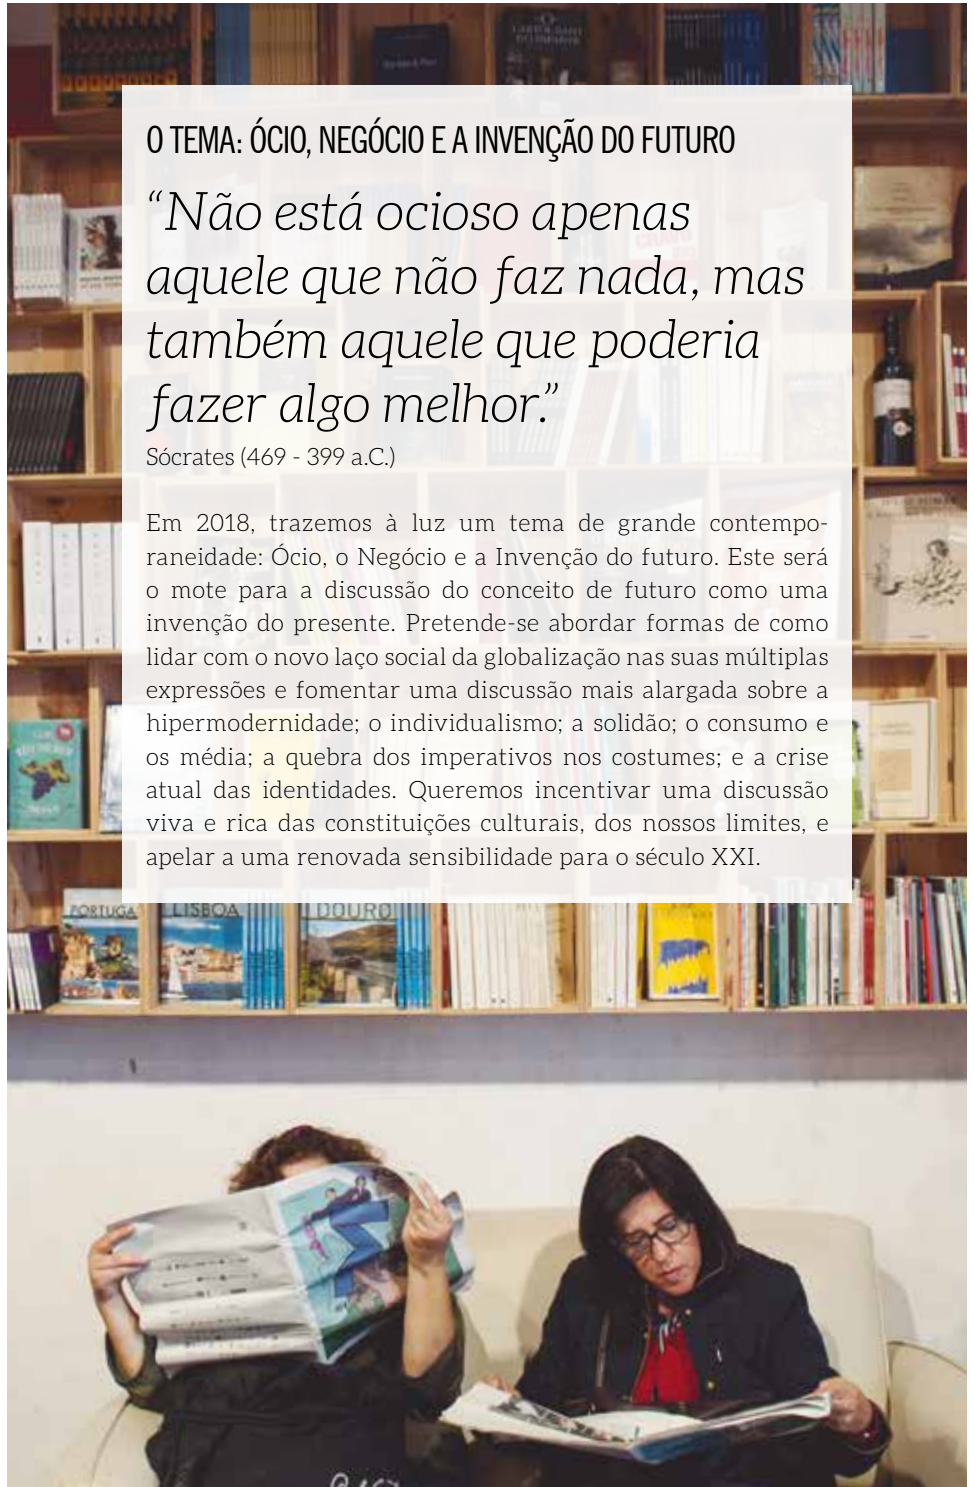 O TEMA: ÓCIO, NEGÓCIO E A INVENÇÃO DO FUTURO
“Não está ocioso apenas
aquele que não faz nada, mas
também aquele que poderia
fazer algo melhor.”
Sócrates (469 - 399 a.C.)
Em 2018, trazemos à luz um tema de grande contempo-
raneidade: Ócio, o Negócio e a Invenção do futuro. Este será
o mote para a discussão do conceito de futuro como uma
invenção do presente. Pretende-se abordar formas de como
lidar com o novo laço social da globalização nas suas múltiplas
expressões e fomentar uma discussão mais alargada sobre a
hipermodernidade; o individualismo; a solidão; o consumo e
os média; a quebra dos imperativos nos costumes; e a crise
atual das identidades. Queremos incentivar uma discussão
viva e rica das constituições culturais, dos nossos limites, e
apelar a uma renovada sensibilidade para o século XXI.
PORTUGA
LISBOA
DOURO